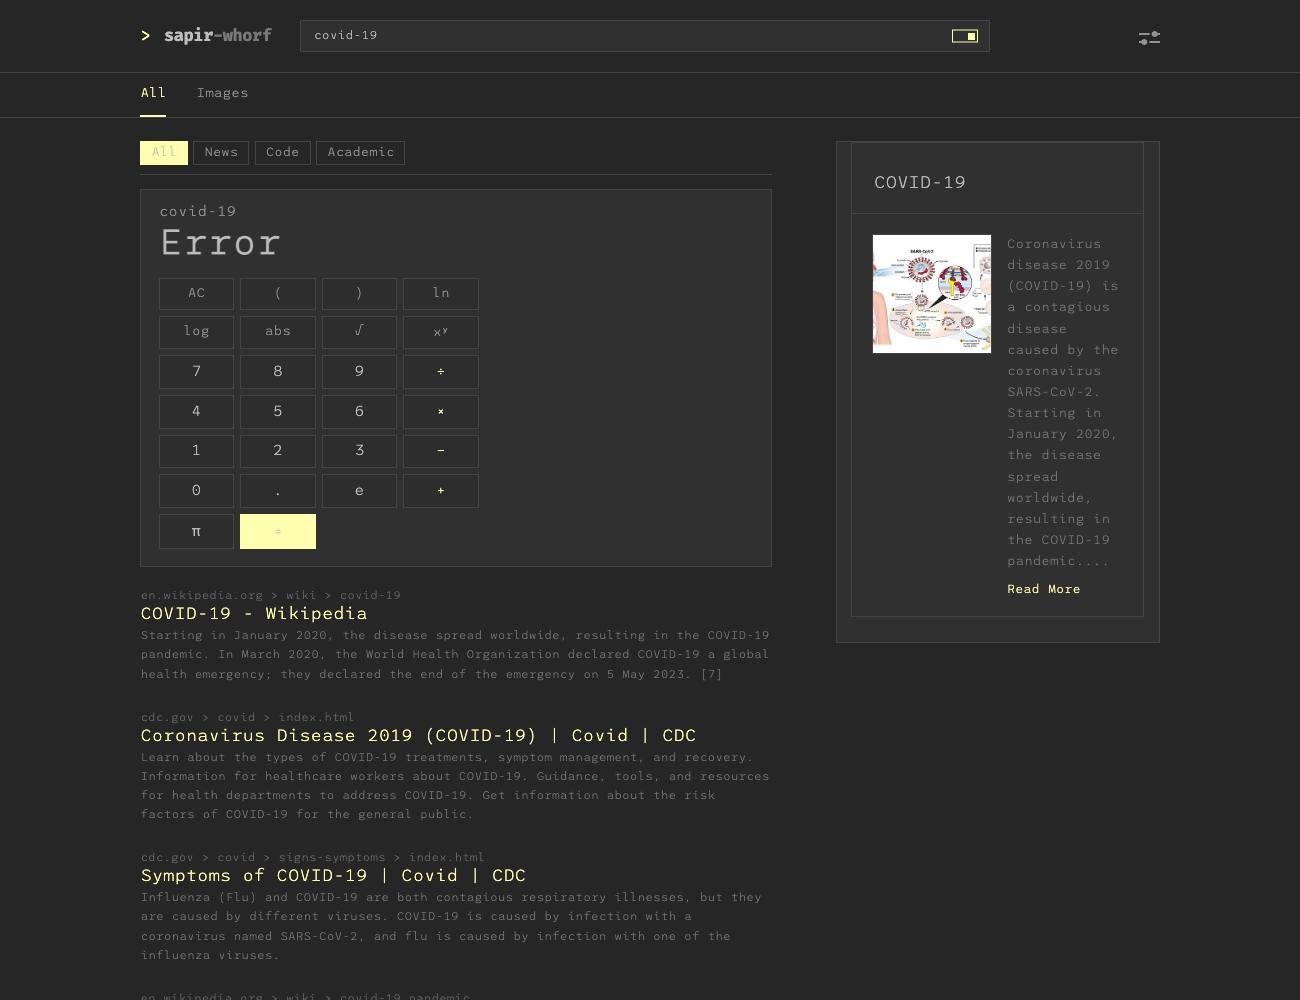 > sapir-whorf
covid-19
All Images
All News Code Academic
covid-19
Error
AC ( ) ln
log abs √ xʸ
7 8 9 ÷
4 5 6 ×
1 2 3 −
0 . e +
π =
en.wikipedia.org > wiki > covid-19
COVID-19 - Wikipedia
Starting in January 2020, the disease spread worldwide, resulting in the COVID-19
pandemic. In March 2020, the World Health Organization declared COVID-19 a global
health emergency; they declared the end of the emergency on 5 May 2023. [7]
cdc.gov > covid > index.html
Coronavirus Disease 2019 (COVID-19) | Covid | CDC
Learn about the types of COVID-19 treatments, symptom management, and recovery.
Information for healthcare workers about COVID-19. Guidance, tools, and resources
for health departments to address COVID-19. Get information about the risk
factors of COVID-19 for the general public.
cdc.gov > covid > signs-symptoms > index.html
Symptoms of COVID-19 | Covid | CDC
Influenza (Flu) and COVID-19 are both contagious respiratory illnesses, but they
are caused by different viruses. COVID-19 is caused by infection with a
coronavirus named SARS-CoV-2, and flu is caused by infection with one of the
influenza viruses.
en.wikipedia.org > wiki > covid-19 pandemic
COVID-19
SARS-CoV-2
Coronavirus
disease 2019
(COVID-19) is
a contagious
disease
caused by the
coronavirus
SARS-CoV-2.
Starting in
January 2020,
the disease
spread
worldwide,
resulting in
the COVID-19
pandemic....
Read More